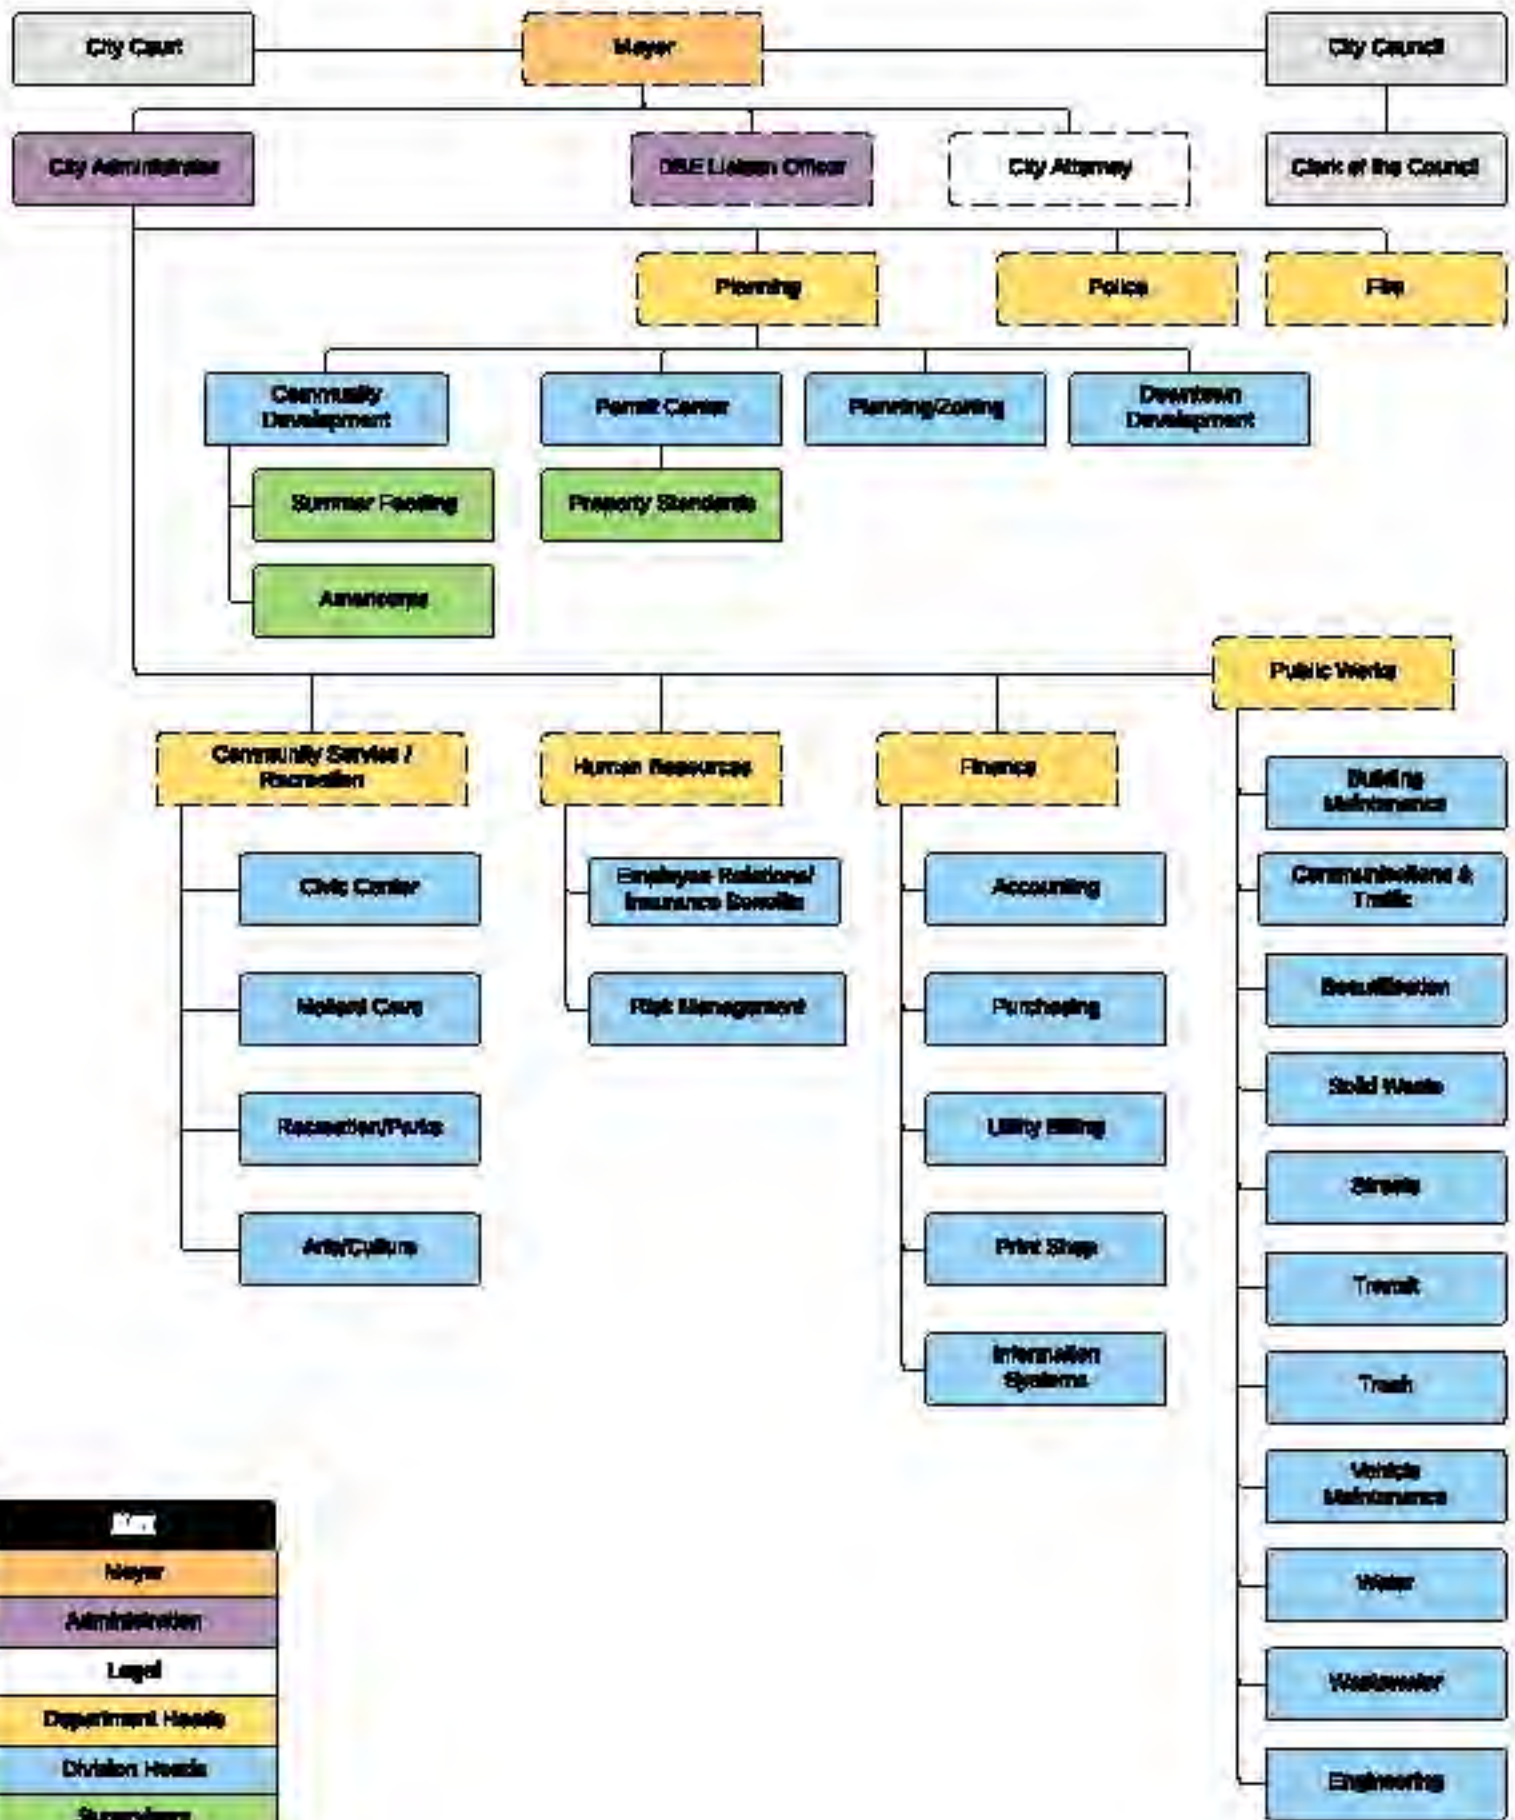 City Court
Mayor
City Council
City Administrator
DBE Liaison Officer
City Attorney
Clerk of the Council
Planning
Police
Fire
Community
Development
Permit Center
Planning/Zoning
Downtown
Development
Summer Feeding
Property Standards
Americorps
Public Works
Community Service /
Recreation
Human Resources
Finance
Building
Maintenance
Civic Center
Employee Relations/
Insurance Benefits
Accounting
Communications &
Traffic
Beautification
Risk Management
Purchasing
Solid Waste
Recreation/Parks
Utility Billing
Streets
Arts/Culture
Print Shop
Transit
Information
Systems
Trash
Vehicle
Maintenance
Key
Mayor
Water
Administration
Legal
Wastewater
Department Heads
Division Heads
Engineering
Supervisors